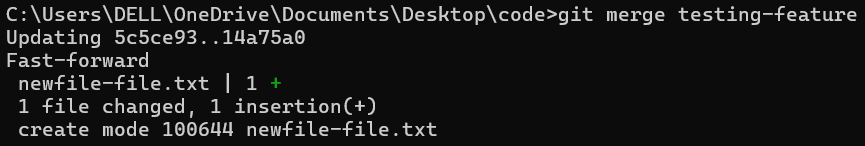 C:\Users\DELL\OneDrive\Documents\Desktop\code>git merge testing-feature
Updating 5c5ce93..14a75a0
Fast-forward
 newfile-file.txt | 1 +
 1 file changed, 1 insertion(+)
 create mode 100644 newfile-file.txt